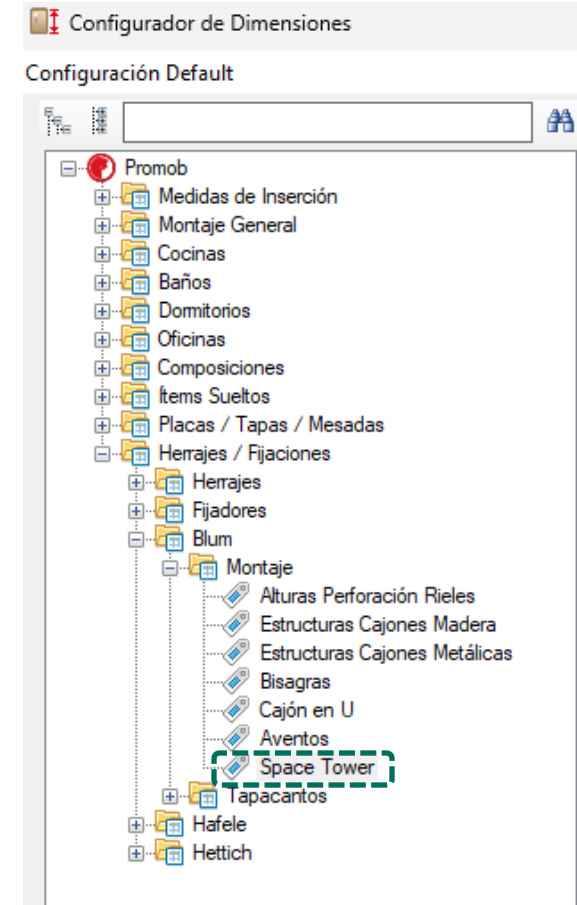 Configurador de Dimensiones
Configuración Default
Promob
Medidas de Inserción
Montaje General
Cocinas
Baños
Dormitorios
Oficinas
Composiciones
Ítems Sueltos
Placas / Tapas / Mesadas
Herrajes / Fijaciones
Herrajes
Fijadores
Blum
Montaje
Alturas Perforación Rieles
Estructuras Cajones Madera
Estructuras Cajones Metálicas
Bisagras
Cajón en U
Aventos
Space Tower
Tapacantos
Hafele
Hettich